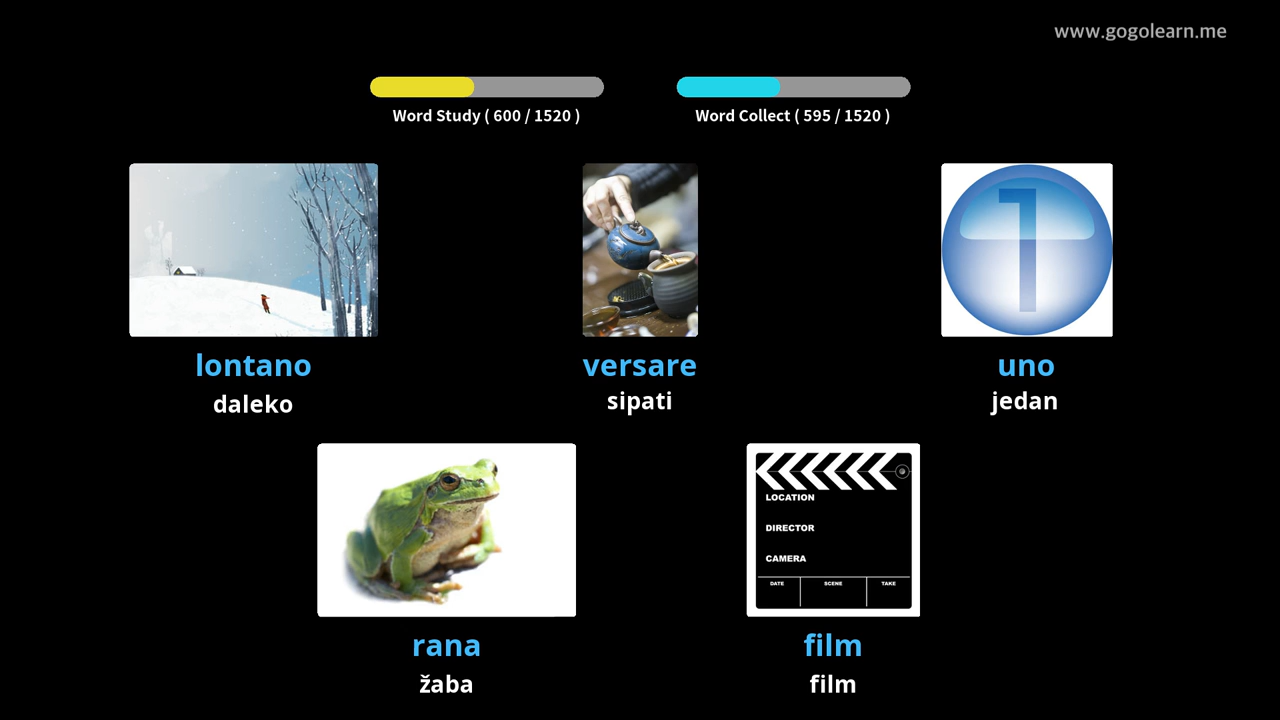 www.gogolearn.me
Word Study ( 600 / 1520 )
Word Collect ( 595 / 1520 )
1
lontano
daleko
versare
sipati
uno
jedan
LOCATION
DIRECTOR
CAMERA
DATE
SCENE
TAKE
rana
žaba
film
film